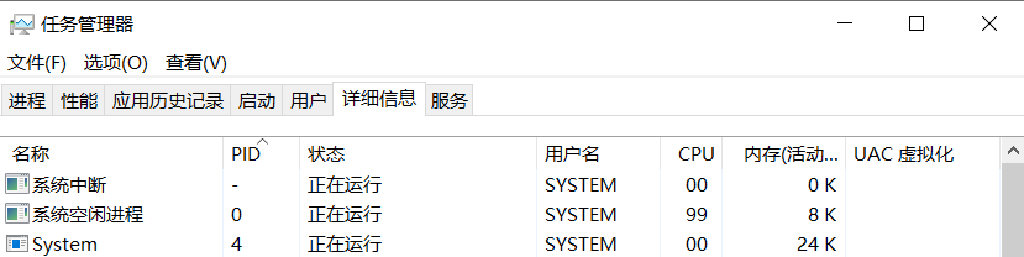 任务管理器
文件(F) 选项(O) 查看(V)
进程 性能 应用历史记录 启动 用户 详细信息 服务
名称 PID 状态 用户名 CPU 内存(活动... UAC 虚拟化
系统中断 - 正在运行 SYSTEM 00 0 K
系统空闲进程 0 正在运行 SYSTEM 99 8 K
System 4 正在运行 SYSTEM 00 24 K